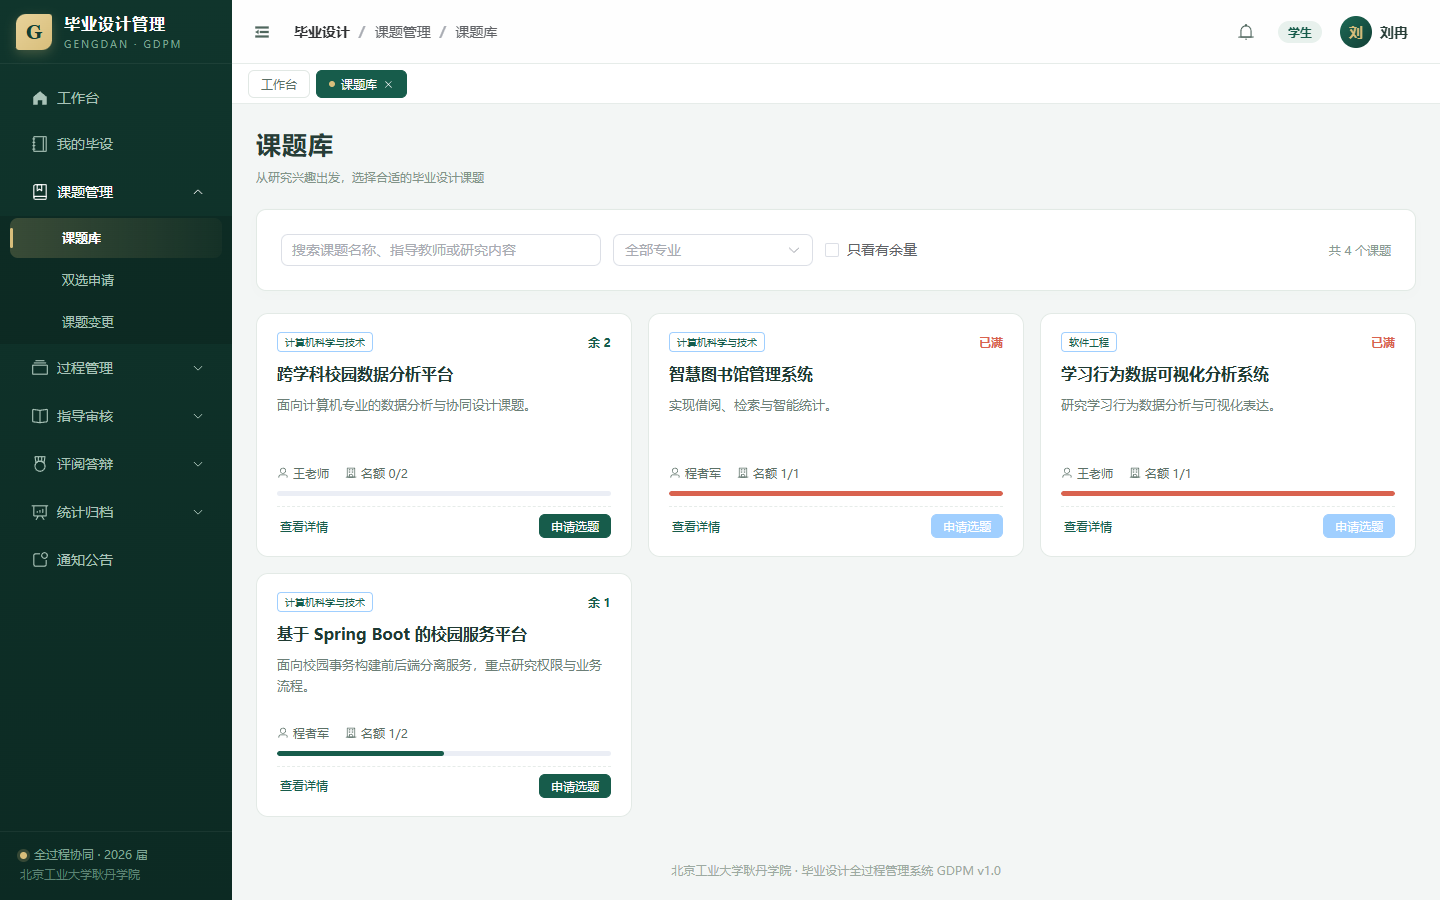 G
毕业设计管理
GENGDAN · GDPM
工作台
我的毕设
课题管理
课题库
双选申请
课题变更
过程管理
指导审核
评阅答辩
统计归档
通知公告
全过程协同 · 2026 届
北京工业大学耿丹学院
毕业设计 / 课题管理 / 课题库
学生
刘
刘冉
工作台
课题库
课题库
从研究兴趣出发，选择合适的毕业设计课题
搜索课题名称、指导教师或研究内容
全部专业
只看有余量
共 4 个课题
计算机科学与技术
余 2
跨学科校园数据分析平台
面向计算机专业的数据分析与协同设计课题。
王老师
名额 0/2
查看详情
申请选题
计算机科学与技术
已满
智慧图书馆管理系统
实现借阅、检索与智能统计。
程者军
名额 1/1
查看详情
申请选题
软件工程
已满
学习行为数据可视化分析系统
研究学习行为数据分析与可视化表达。
王老师
名额 1/1
查看详情
申请选题
计算机科学与技术
余 1
基于 Spring Boot 的校园服务平台
面向校园事务构建前后端分离服务，重点研究权限与业务
流程。
程者军
名额 1/2
查看详情
申请选题
北京工业大学耿丹学院 · 毕业设计全过程管理系统 GDPM v1.0